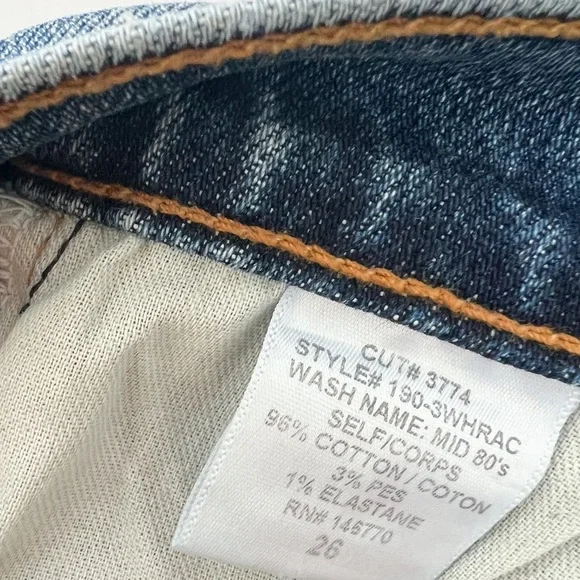 CUT# 3774
STYLE# 190-3WHRAC
WASH NAME: MID 80's
SELF/CORPS
96% COTTON / COTON
3% PES
1% ELASTANE
RN# 146770
26